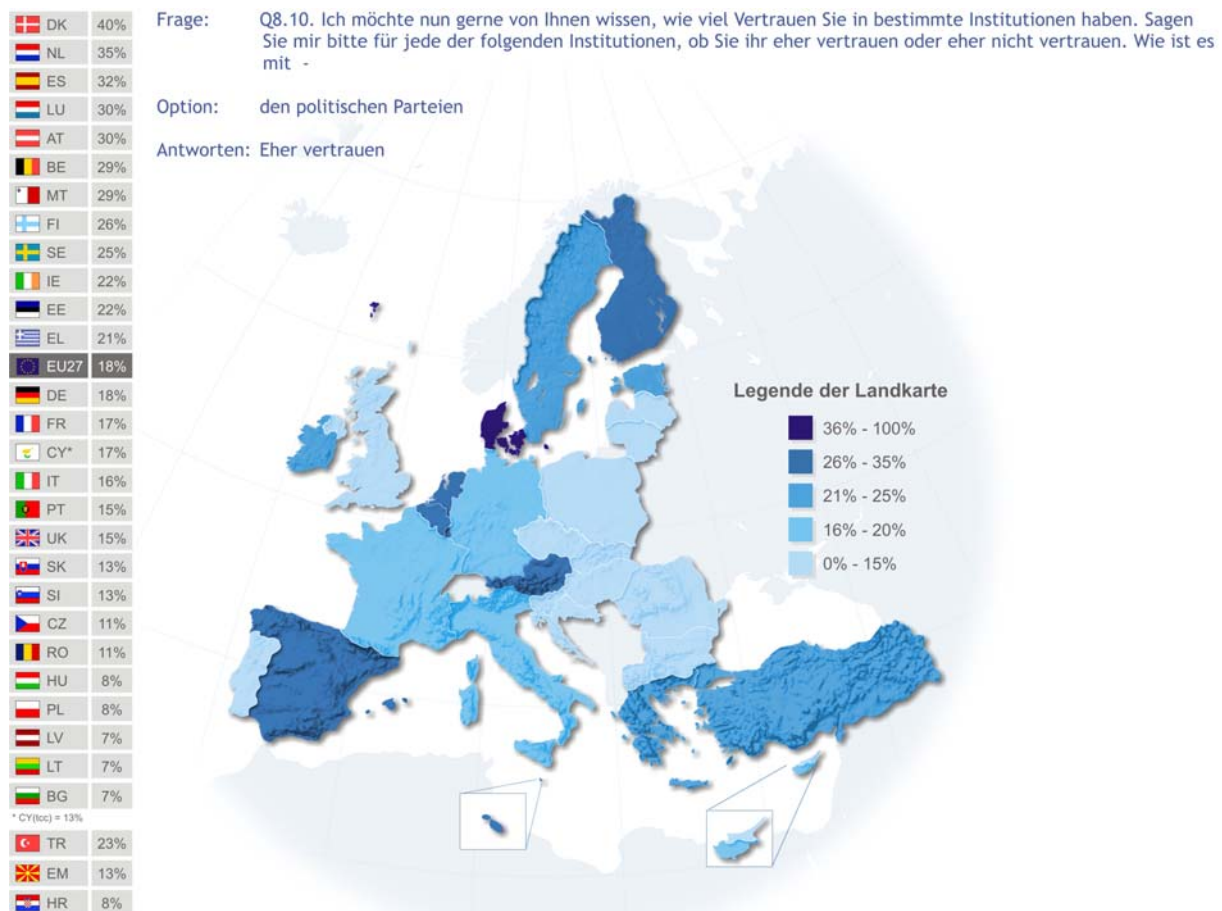 Frage: Q8.10. Ich möchte nun gerne von Ihnen wissen, wie viel Vertrauen Sie in bestimmte Institutionen haben. Sagen
Sie mir bitte für jede der folgenden Institutionen, ob Sie ihr eher vertrauen oder eher nicht vertrauen. Wie ist es
mit -
Option: den politischen Parteien
Antworten: Eher vertrauen
DK 40%
NL 35%
ES 32%
LU 30%
AT 30%
BE 29%
MT 29%
FI 26%
SE 25%
IE 22%
EE 22%
EL 21%
EU27 18%
DE 18%
FR 17%
CY* 17%
IT 16%
PT 15%
UK 15%
SK 13%
SI 13%
CZ 11%
RO 11%
HU 8%
PL 8%
LV 7%
LT 7%
BG 7%
* CY(tcc) = 13%
TR 23%
EM 13%
HR 8%
Legende der Landkarte
36% - 100%
26% - 35%
21% - 25%
16% - 20%
0% - 15%